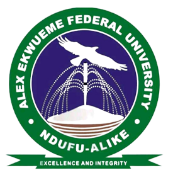 ALEX EKWUEME FEDERAL UNIVERSITY
• NDUFU-ALIKE •
EXCELLENCE AND INTEGRITY